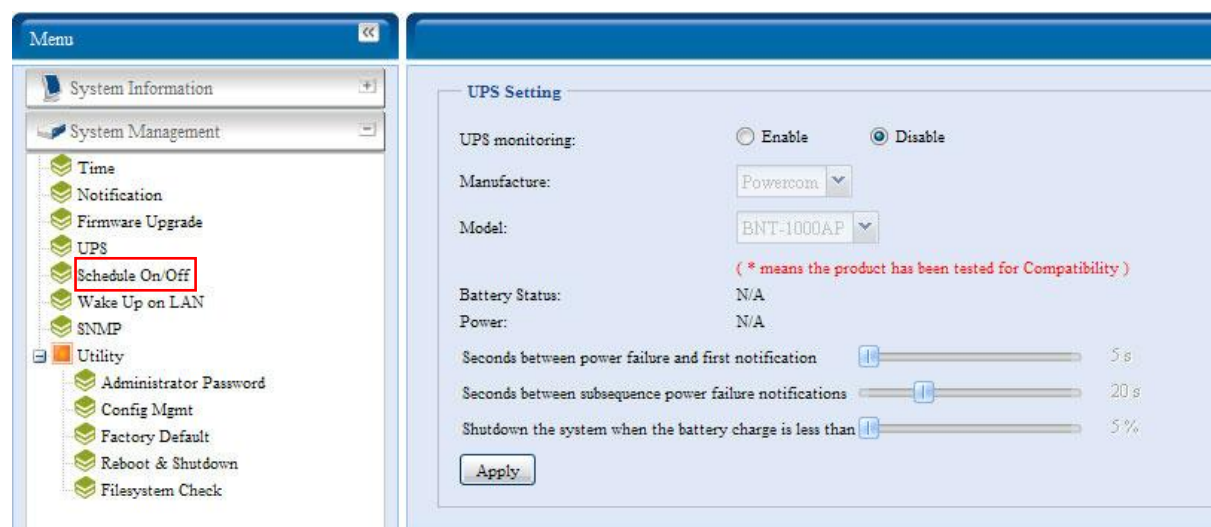 Menu
System Information
System Management
Time
Notification
Firmware Upgrade
UPS
Schedule On/Off
Wake Up on LAN
SNMP
Utility
Administrator Password
Config Mgmt
Factory Default
Reboot & Shutdown
Filesystem Check
UPS Setting
UPS monitoring: Enable Disable
Manufacture: Powercom
Model: BNT-1000AP
( * means the product has been tested for Compatibility )
Battery Status: N/A
Power: N/A
Seconds between power failure and first notification 5 s
Seconds between subsequence power failure notifications 20 s
Shutdown the system when the battery charge is less than 5 %
Apply